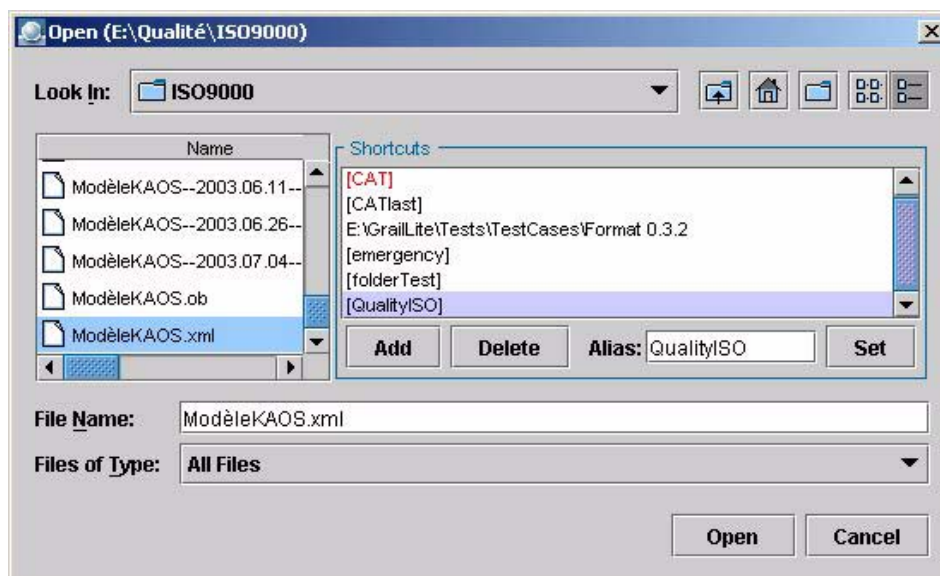 Open (E:\Qualité\ISO9000)
Look In: ISO9000
Name
ModèleKAOS--2003.06.11--
ModèleKAOS--2003.06.26--
ModèleKAOS--2003.07.04--
ModèleKAOS.ob
ModèleKAOS.xml
Shortcuts
[CAT]
[CATlast]
E:\GrailLite\Tests\TestCases\Format 0.3.2
[emergency]
[folderTest]
[QualityISO]
Add Delete Alias: QualityISO Set
File Name: ModèleKAOS.xml
Files of Type: All Files
Open Cancel